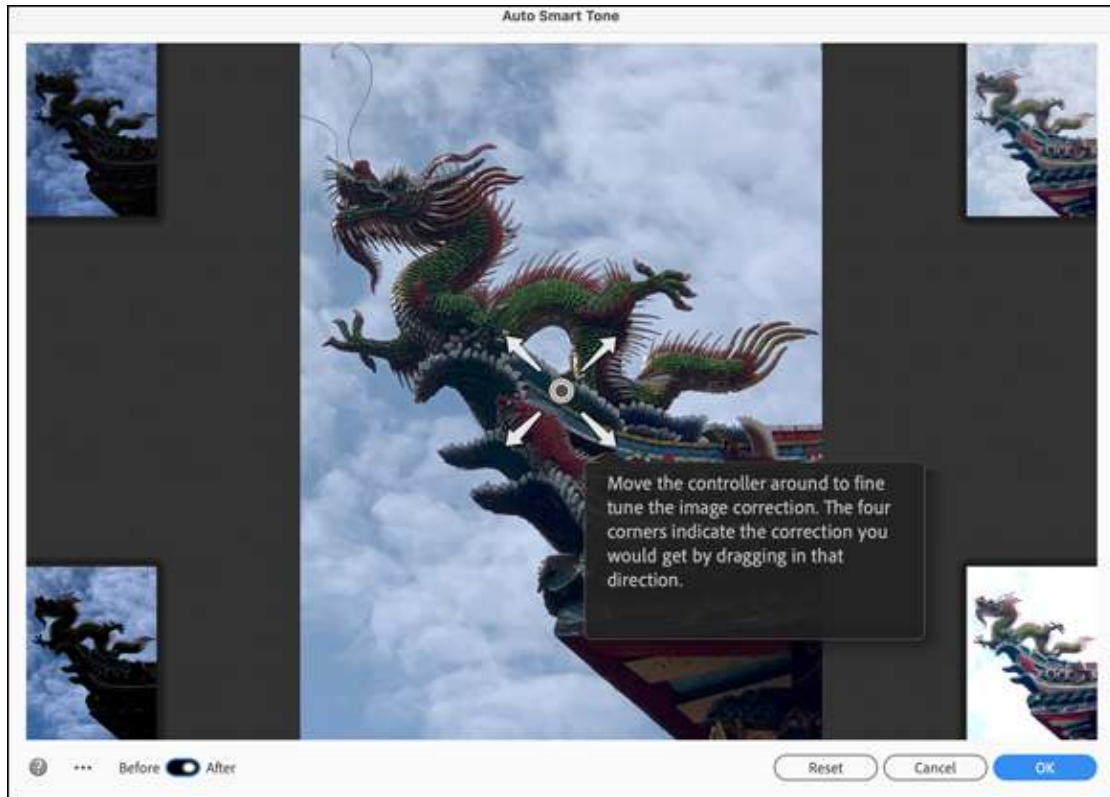 Auto Smart Tone
Move the controller around to fine
tune the image correction. The four
corners indicate the correction you
would get by dragging in that
direction.
? ••• Before After Reset Cancel OK